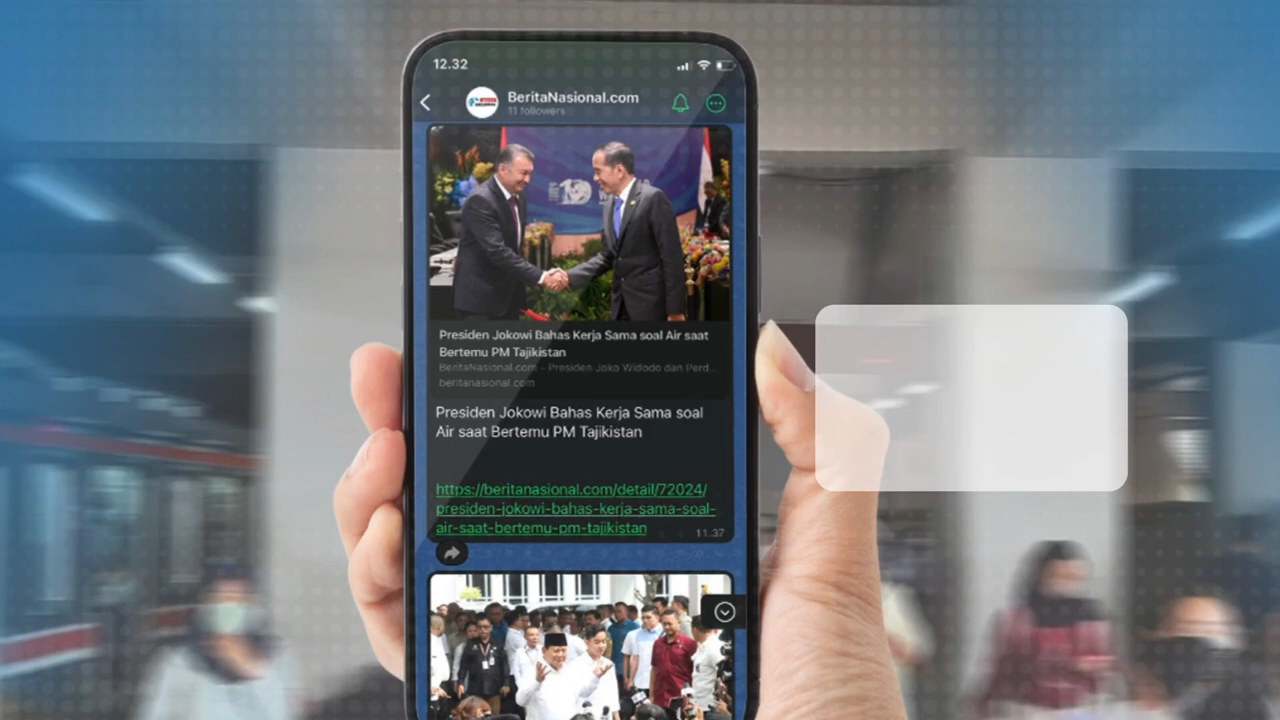 12.32
BeritaNasional.com
11 followers
10
Presiden Jokowi Bahas Kerja Sama soal Air saat
Bertemu PM Tajikistan
BeritaNasional.com - Presiden Joko Widodo dan Perd...
beritanasional.com
Presiden Jokowi Bahas Kerja Sama soal
Air saat Bertemu PM Tajikistan
https://beritanasional.com/detail/72024/
presiden-jokowi-bahas-kerja-sama-soal-
air-saat-bertemu-pm-tajikistan
11.37